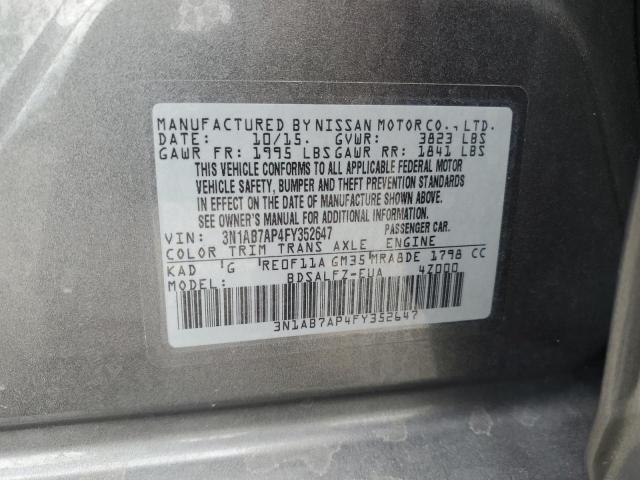 MANUFACTURED BY NISSAN MOTOR CO., LTD.
DATE: 10/15. GVWR: 3823 LBS
GAWR FR: 1995 LBS GAWR RR: 1841 LBS
THIS VEHICLE CONFORMS TO ALL APPLICABLE FEDERAL MOTOR
VEHICLE SAFETY, BUMPER AND THEFT PREVENTION STANDARDS
IN EFFECT ON THE DATE OF MANUFACTURE SHOWN ABOVE.
SEE OWNER'S MANUAL FOR ADDITIONAL INFORMATION.
VIN: 3N1AB7AP4FY352647 PASSENGER CAR.
COLOR TRIM TRANS AXLE ENGINE
KAD G RE0F11A GM35 MRA8DE 1798 CC
MODEL: BDSALFZ-EUA 4Z000
3N1AB7AP4FY352647